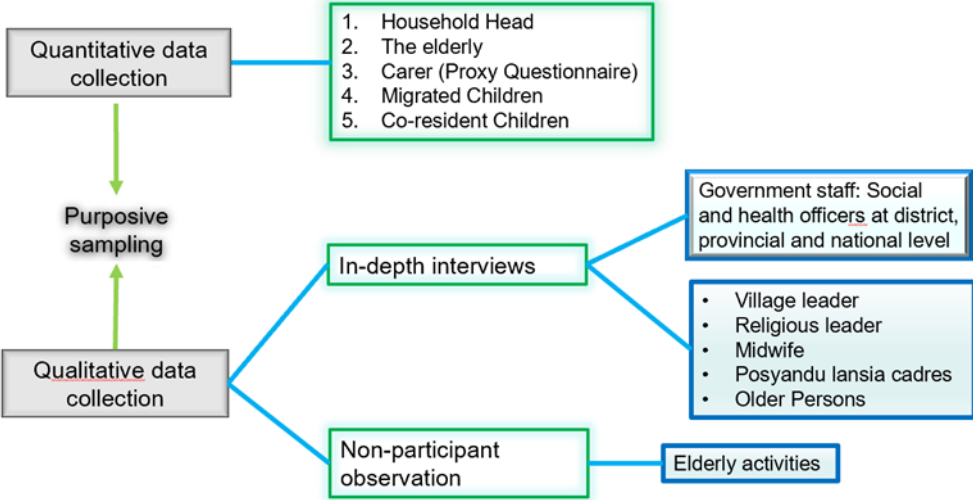 Quantitative data
collection
1. Household Head
2. The elderly
3. Carer (Proxy Questionnaire)
4. Migrated Children
5. Co-resident Children
Purposive
sampling
Qualitative data
collection
In-depth interviews
Government staff: Social
and health officers at district,
provincial and national level
• Village leader
• Religious leader
• Midwife
• Posyandu lansia cadres
• Older Persons
Non-participant
observation
Elderly activities